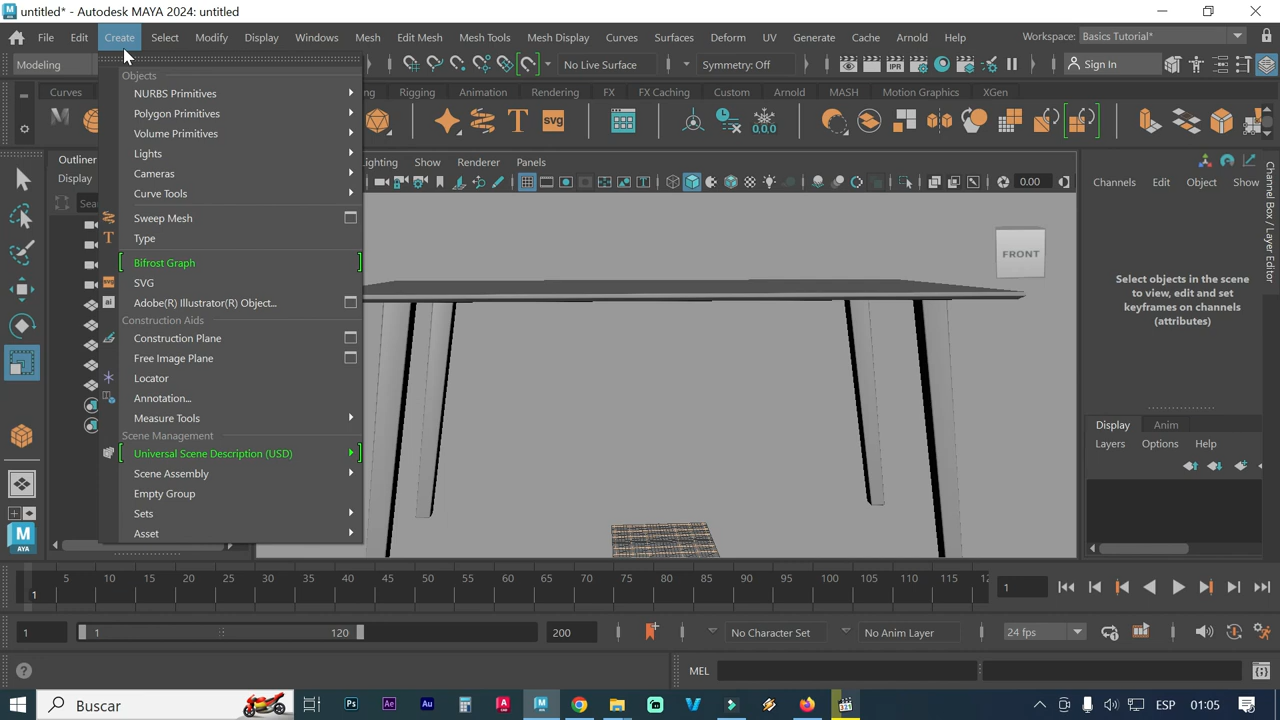 untitled* - Autodesk MAYA 2024: untitled
File Edit Create Select Modify Display Windows Mesh Edit Mesh Mesh Tools Mesh Display Curves Surfaces Deform UV Generate Cache Arnold Help Workspace: Basics Tutorial*
Modeling No Live Surface Symmetry: Off Sign In
Curves Rigging Animation Rendering FX FX Caching Custom Arnold MASH Motion Graphics XGen
T SVG 0,0,0
Outliner
Display
Objects
NURBS Primitives
Polygon Primitives
Volume Primitives
Lights
Cameras
Curve Tools
Sweep Mesh
Type
Bifrost Graph
SVG
Adobe(R) Illustrator(R) Object...
Construction Aids
Construction Plane
Free Image Plane
Locator
Annotation...
Measure Tools
Scene Management
Universal Scene Description (USD)
Scene Assembly
Empty Group
Sets
Asset
Show Renderer Panels
0.00
FRONT
Channels Edit Object Show
Channel Box / Layer Editor
Select objects in the scene
to view, edit and set
keyframes on channels
(attributes)
Display Anim
Layers Options Help
5 10 15 20 25 30 35 40 45 50 55 60 65 70 75 80 85 90 95 100 105 110 115
1 1
1 1 120 200 No Character Set No Anim Layer 24 fps
MEL
Buscar
ESP 01:05